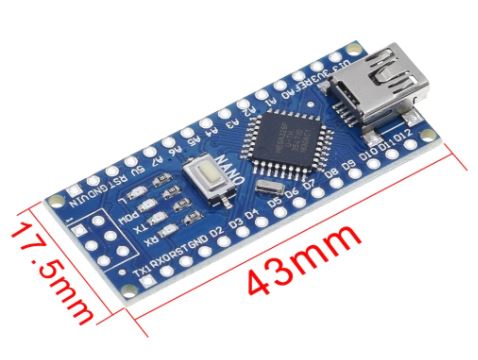 D13 3V3 REF A0 A1 A2 A3 A4 A5 A6 A7 5V RST GND VIN
NANO
L
POW
TX
RX
TX1 RX0 RST GND D2 D3 D4 D5 D6 D7 D8 D9 D10 D11 D12
17.5mm
43mm